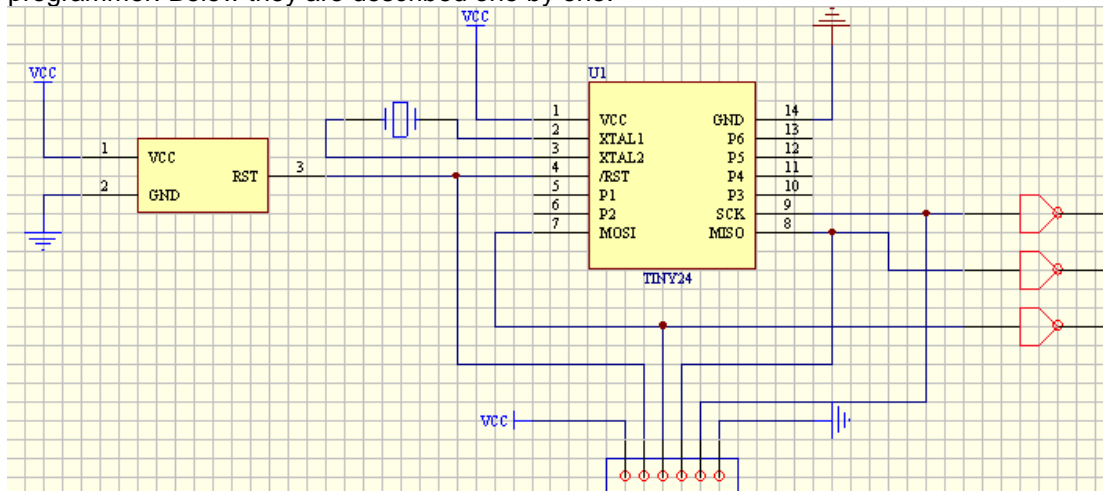 programmer. Below they are described one by one.
VCC
VCC
U1
1 VCC GND 14
2 XTAL1 P6 13
3 XTAL2 P5 12
4 /RST P4 11
5 P1 P3 10
6 P2 SCK 9
7 MOSI MISO 8
TINY24
1 VCC
RST 3
2 GND
VCC